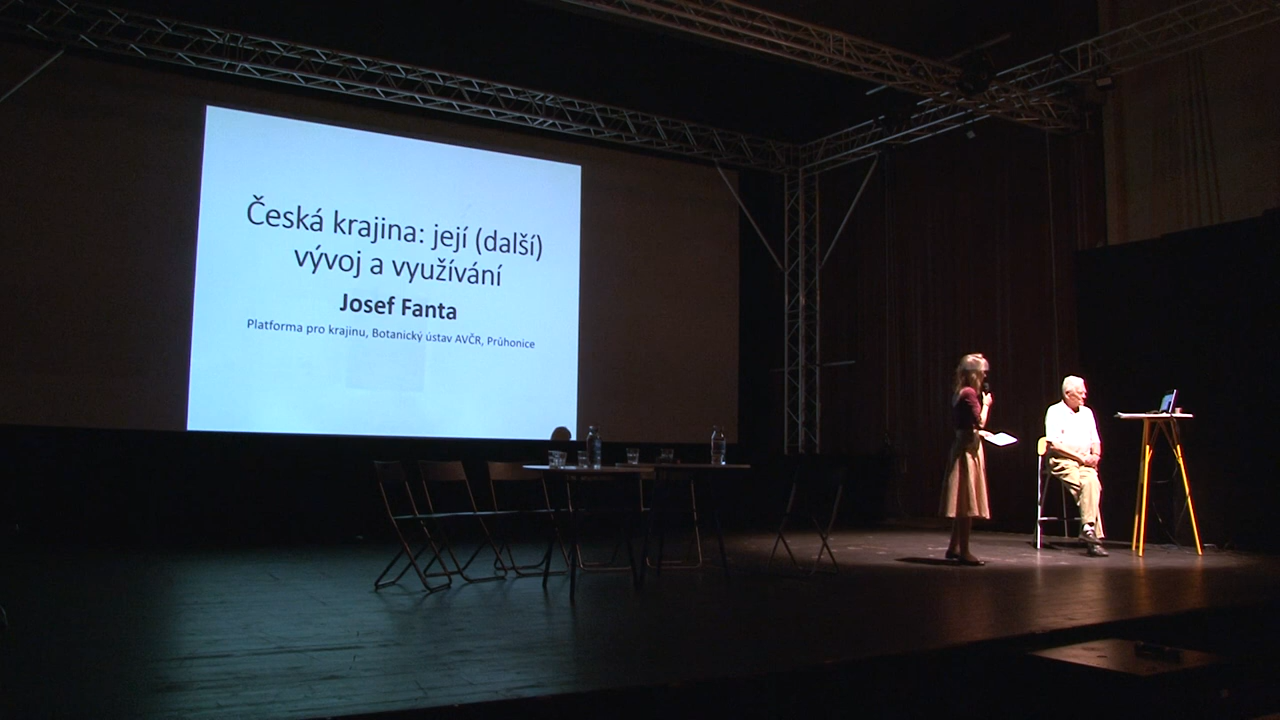 Česká krajina: její (další)
vývoj a využívání
Josef Fanta
Platforma pro krajinu, Botanický ústav AVČR, Průhonice